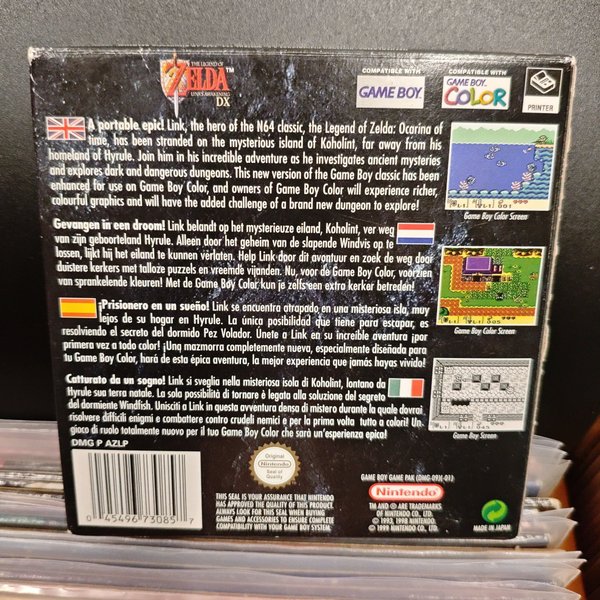 THE LEGEND OF
ZELDA™
LINK'S AWAKENING
DX
COMPATIBLE WITH
GAME BOY
COMPATIBLE WITH
GAME BOY
COLOR
PRINTER
A portable epic! Link, the hero of the N64 classic, the Legend of Zelda: Ocarina of
time, has been stranded on the mysterious island of Koholint, far away from his
homeland of Hyrule. Join him in his incredible adventure as he investigates ancient mysteries
and explores dark and dangerous dungeons. This new version of the Game Boy classic has been
enhanced for use on Game Boy Color, and owners of Game Boy Color will experience richer,
colourful graphics and will have the added challenge of a brand new dungeon to explore!
Game Boy Color Screen
Gevangen in een droom! Link belandt op het mysterieuze eiland, Koholint, ver weg
van zijn geboorteland Hyrule. Alleen door het geheim van de slapende Windvis op te
lossen, lijkt hij het eiland te kunnen verlaten. Help Link door dit avontuur en zoek de weg door
duistere kerkers met talloze puzzels en vreemde vijanden. Nu, voor de Game Boy Color, voorzien
van sprankelende kleuren! Met de Game Boy Color kun je zelfs een extra kerker betreden!
Game Boy Color Screen
¡Prisionero en un sueño! Link se encuentra atrapado en una misteriosa isla, muy
lejos de su hogar en Hyrule. La única posibilidad que tiene para escapar, es
resolviendo el secreto del dormido Pez Volador. Únete a Link en su increíble aventura ¡por
primera vez a todo color! ¡Una mazmorra completamente nueva, especialmente diseñada para
tu Game Boy Color, hará de esta épica aventura, la mejor experiencia que jamás hayas vivido!
Catturato da un sogno! Link si sveglia nella misteriosa isola di Koholint, lontano da
Hyrule sua terra natale. La sola possibilità di tornare è legata alla soluzione del segreto
del dormiente Windfish. Unisciti a Link in questa avventura densa di mistero durante la quale dovrai
risolvere difficili enigmi e combattere contro crudeli nemici e per la prima volta tutto a colori! Un
gioco di ruolo totalmente nuovo per il tuo Game Boy Color che sarà un'esperienza epica!
Game Boy Screen
DMG P AZLP
0 45496 73085 7
Original
Nintendo
Seal of
Quality
THIS SEAL IS YOUR ASSURANCE THAT NINTENDO
HAS APPROVED THE QUALITY OF THIS PRODUCT.
ALWAYS LOOK FOR THIS SEAL WHEN BUYING
GAMES AND ACCESSORIES TO ENSURE COMPLETE
COMPATIBILITY WITH YOUR GAME BOY SYSTEM.
GAME BOY GAME PAK (DMG-09)(-01)
Nintendo
TM AND ® ARE TRADEMARKS
OF NINTENDO CO., LTD.
© 1993, 1998 NINTENDO.
© 1999 NINTENDO CO., LTD.
MADE IN JAPAN